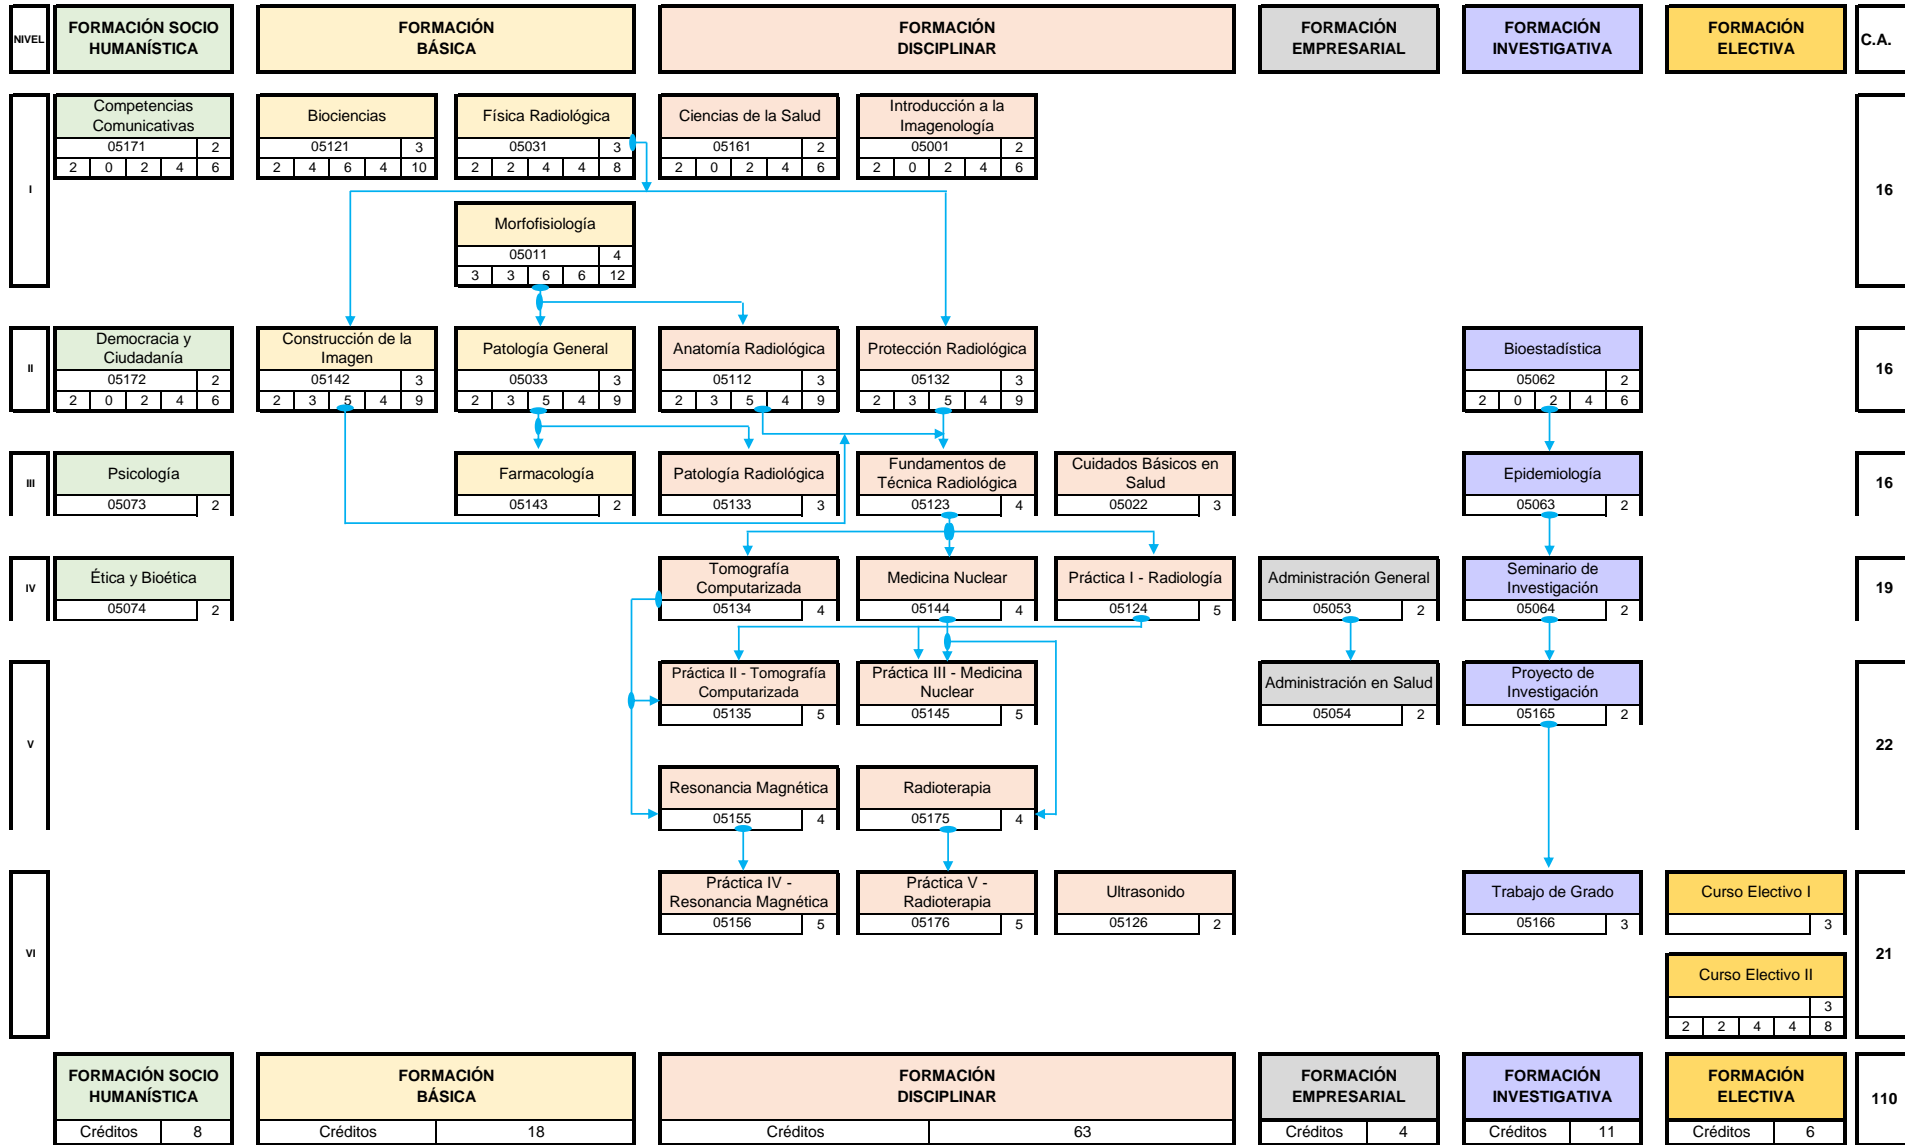 NIVEL
FORMACIÓN SOCIO
HUMANÍSTICA
FORMACIÓN
BÁSICA
FORMACIÓN
DISCIPLINAR
FORMACIÓN
EMPRESARIAL
FORMACIÓN
INVESTIGATIVA
FORMACIÓN
ELECTIVA
C.A.
I
Competencias
Comunicativas
05171 2
2 0 2 4 6
Biociencias
05121 3
2 4 6 4 10
Física Radiológica
05031 3
2 2 4 4 8
Ciencias de la Salud
05161 2
2 0 2 4 6
Introducción a la
Imagenología
05001 2
2 0 2 4 6
16
Morfofisiología
05011 4
3 3 6 6 12
II
Democracia y
Ciudadanía
05172 2
2 0 2 4 6
Construcción de la
Imagen
05142 3
2 3 5 4 9
Patología General
05033 3
2 3 5 4 9
Anatomía Radiológica
05112 3
2 3 5 4 9
Protección Radiológica
05132 3
2 3 5 4 9
Bioestadística
05062 2
2 0 2 4 6
16
III
Psicología
05073 2
Farmacología
05143 2
Patología Radiológica
05133 3
Fundamentos de
Técnica Radiológica
05123 4
Cuidados Básicos en
Salud
05022 3
Epidemiología
05063 2
16
IV
Ética y Bioética
05074 2
Tomografía
Computarizada
05134 4
Medicina Nuclear
05144 4
Práctica I - Radiología
05124 5
Administración General
05053 2
Seminario de
Investigación
05064 2
19
V
Práctica II - Tomografía
Computarizada
05135 5
Práctica III - Medicina
Nuclear
05145 5
Administración en Salud
05054 2
Proyecto de
Investigación
05165 2
22
Resonancia Magnética
05155 4
Radioterapia
05175 4
VI
Práctica IV -
Resonancia Magnética
05156 5
Práctica V -
Radioterapia
05176 5
Ultrasonido
05126 2
Trabajo de Grado
05166 3
Curso Electivo I
3
21
Curso Electivo II
3
2 2 4 4 8
FORMACIÓN SOCIO
HUMANÍSTICA
Créditos 8
FORMACIÓN
BÁSICA
Créditos 18
FORMACIÓN
DISCIPLINAR
Créditos 63
FORMACIÓN
EMPRESARIAL
Créditos 4
FORMACIÓN
INVESTIGATIVA
Créditos 11
FORMACIÓN
ELECTIVA
Créditos 6
110